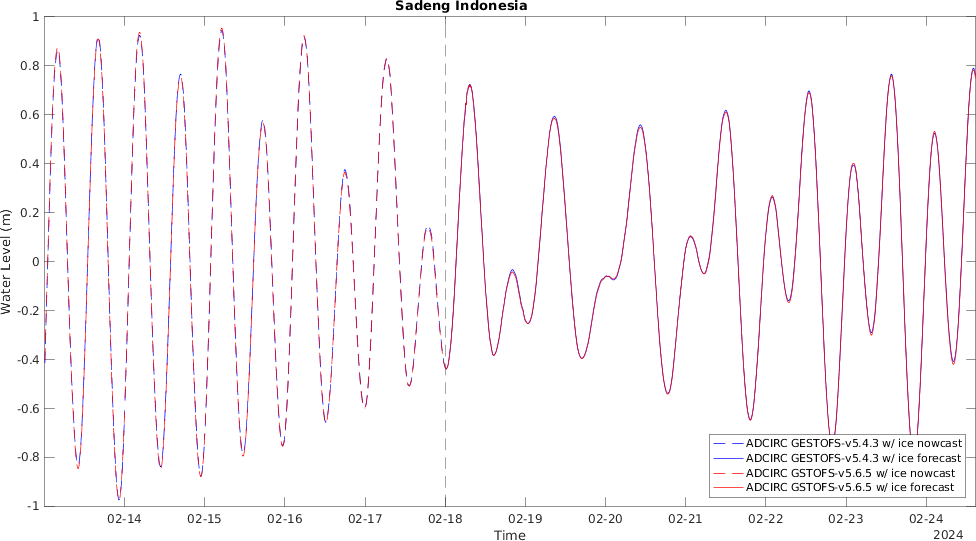 Sadeng Indonesia
1
0.8
0.6
0.4
0.2
0
-0.2
-0.4
-0.6
-0.8
-1
Water Level (m)
ADCIRC GESTOFS-v5.4.3 w/ ice nowcast
ADCIRC GESTOFS-v5.4.3 w/ ice forecast
ADCIRC GSTOFS-v5.6.5 w/ ice nowcast
ADCIRC GSTOFS-v5.6.5 w/ ice forecast
02-14 02-15 02-16 02-17 02-18 02-19 02-20 02-21 02-22 02-23 02-24
Time
2024